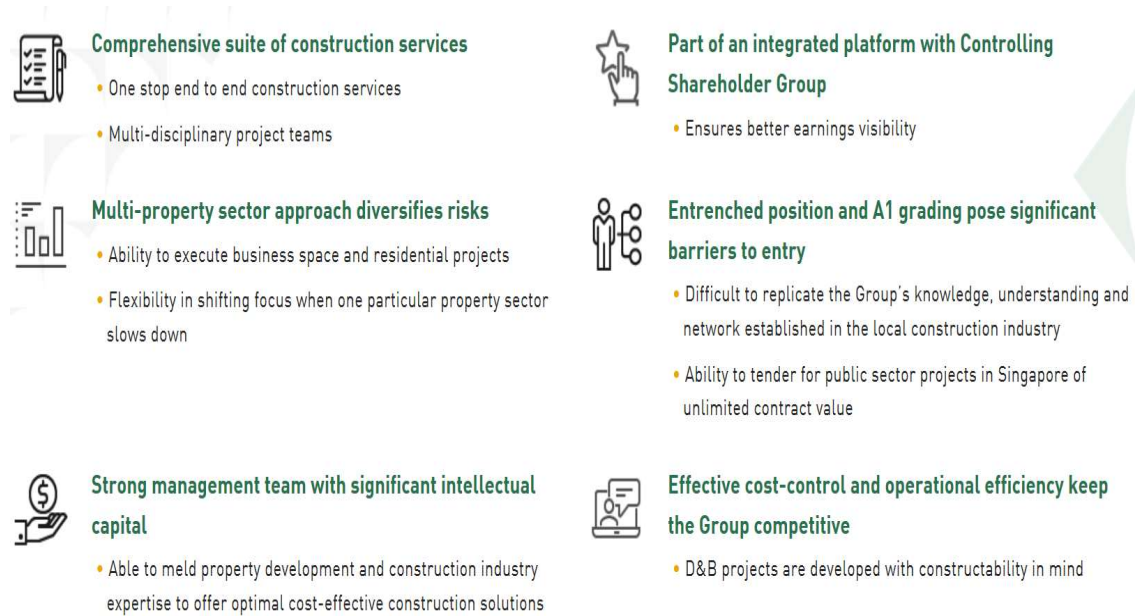 Comprehensive suite of construction services
• One stop end to end construction services
• Multi-disciplinary project teams
Part of an integrated platform with Controlling
Shareholder Group
• Ensures better earnings visibility
Multi-property sector approach diversifies risks
• Ability to execute business space and residential projects
• Flexibility in shifting focus when one particular property sector
slows down
Entrenched position and A1 grading pose significant
barriers to entry
• Difficult to replicate the Group's knowledge, understanding and
network established in the local construction industry
• Ability to tender for public sector projects in Singapore of
unlimited contract value
Strong management team with significant intellectual
capital
• Able to meld property development and construction industry
expertise to offer optimal cost-effective construction solutions
Effective cost-control and operational efficiency keep
the Group competitive
• D&B projects are developed with constructability in mind